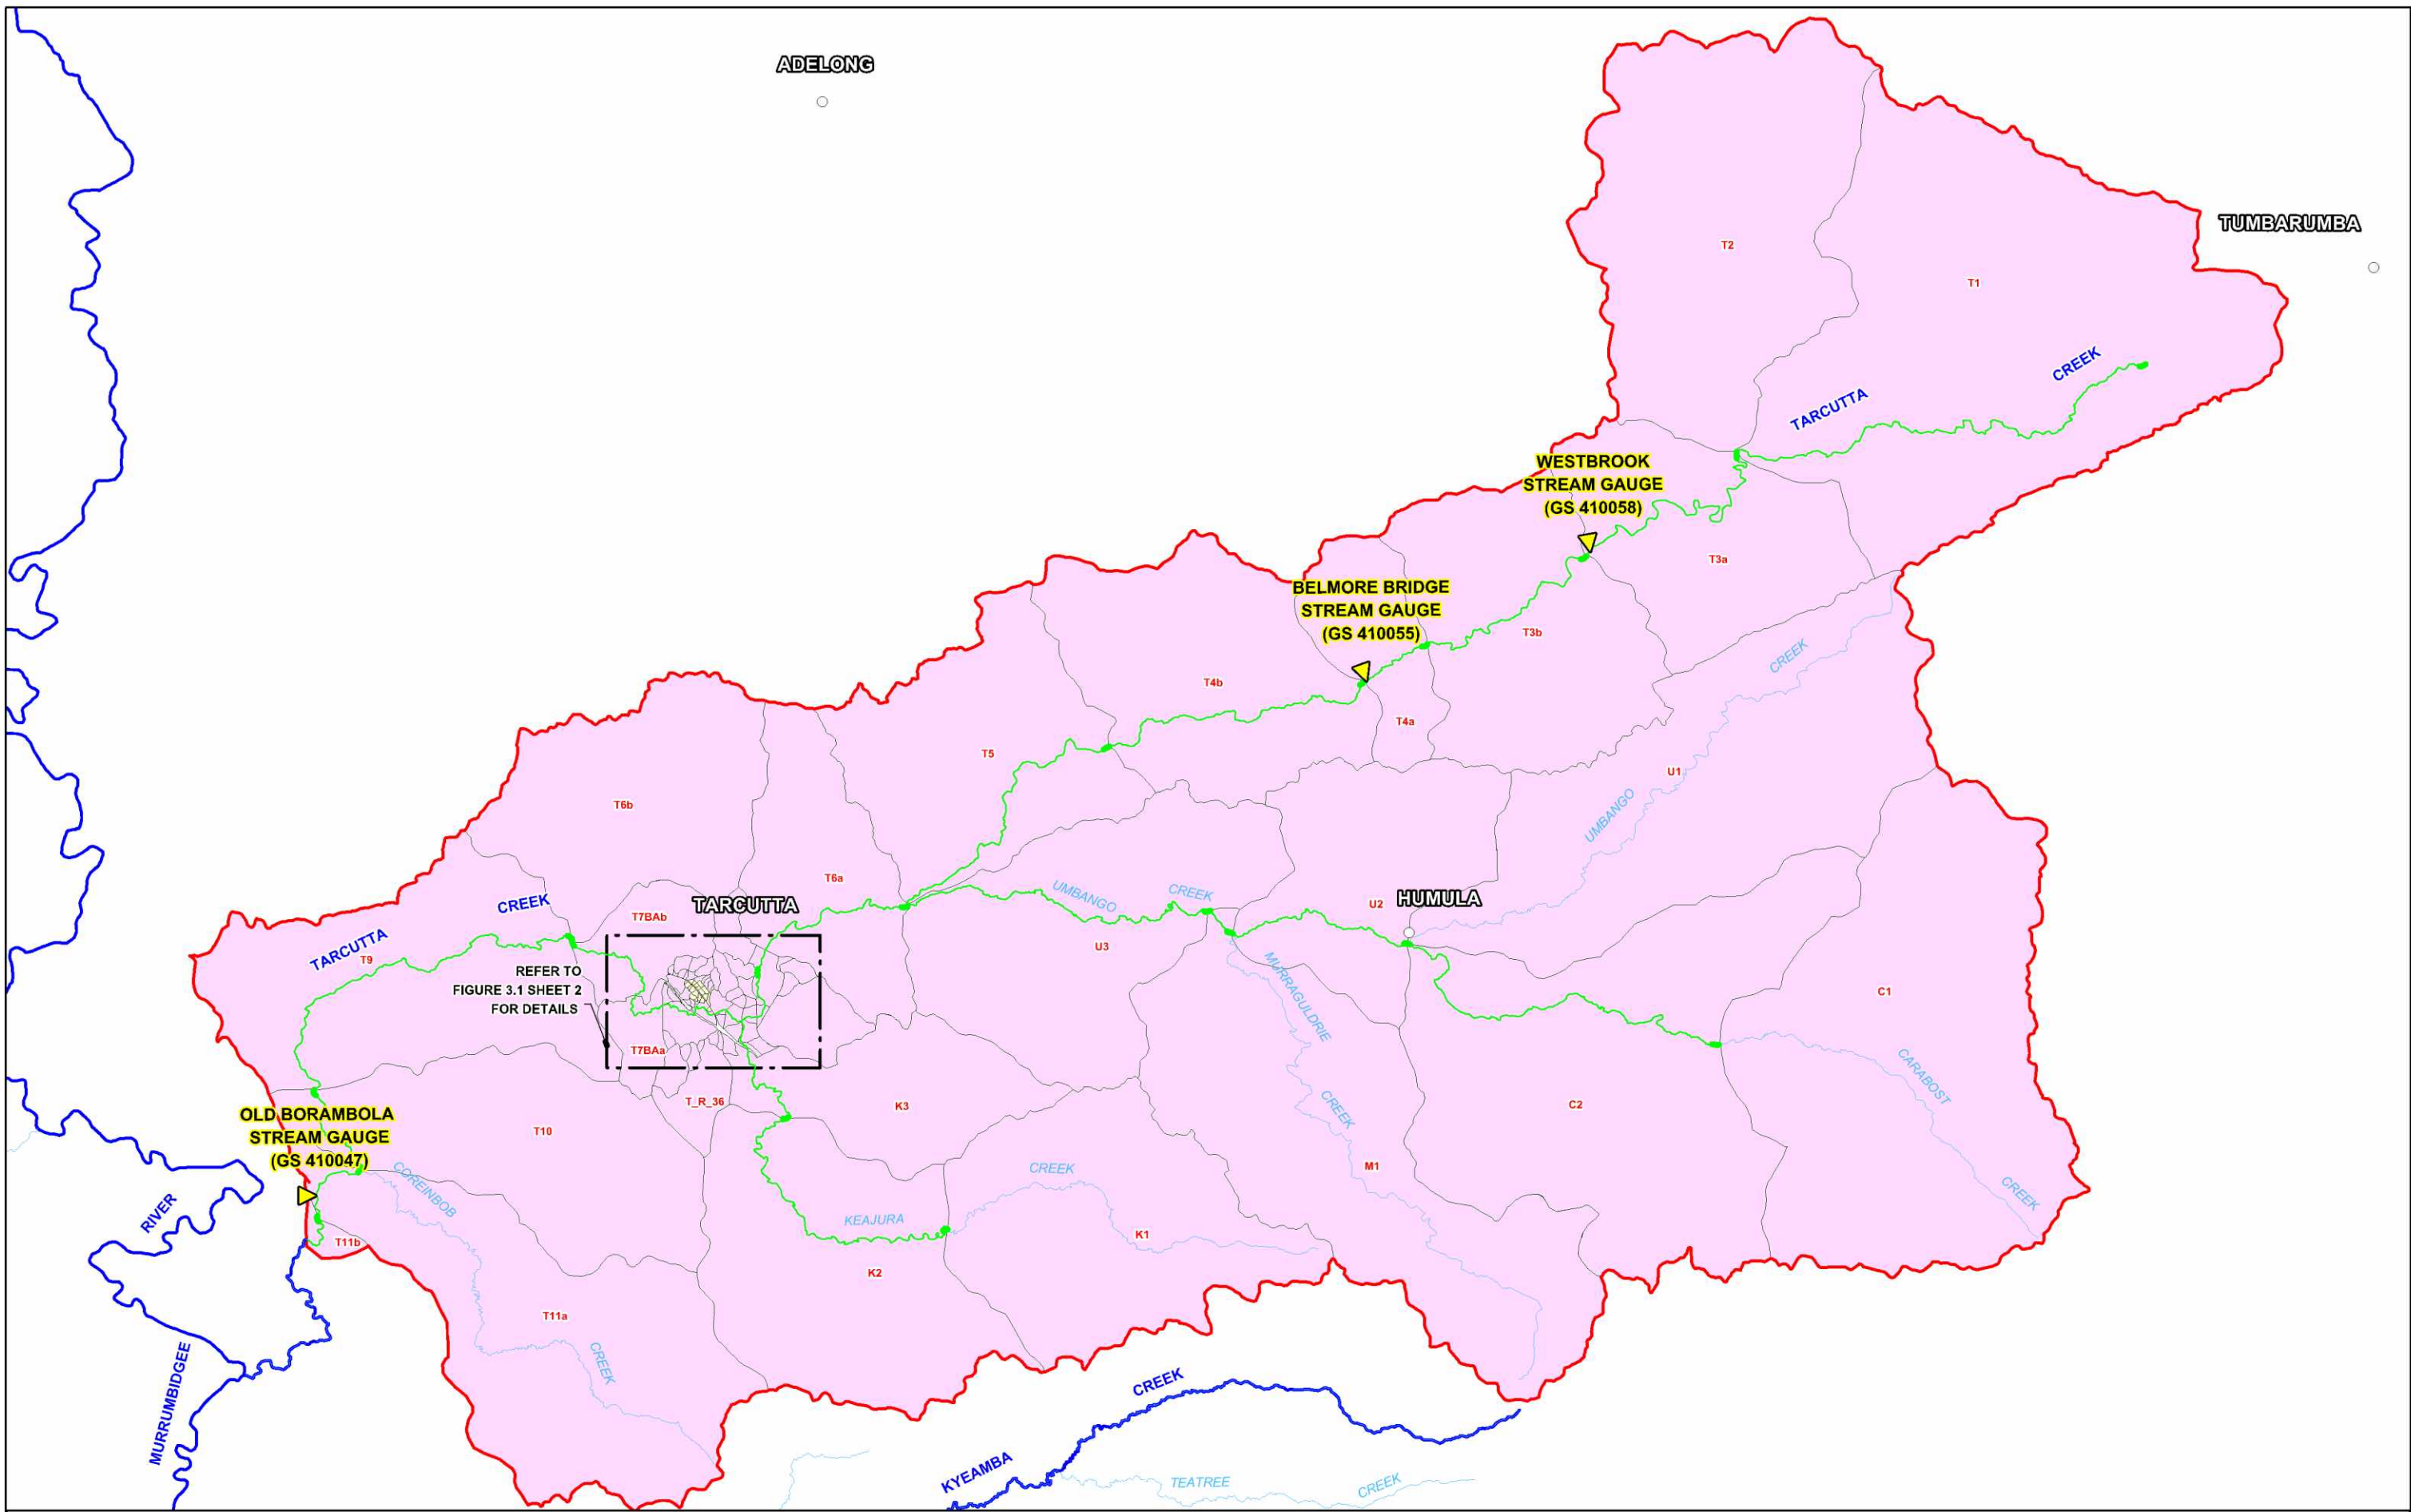 ADELONG
TUMBARUMBA
T2
T1
CREEK
TARCUTTA
WESTBROOK
STREAM GAUGE
(GS 410058)
T3a
BELMORE BRIDGE
STREAM GAUGE
(GS 410055)
T3b
CREEK
T4b
T4a
T5
U1
UMBANGO
T6b
T6a
UMBANGO
CREEK
HUMULA
U2
CREEK
TARCUTTA
T7BAb
TARCUTTA
T9
U3
REFER TO
FIGURE 3.1 SHEET 2
FOR DETAILS
MURRAGULDRIE
C1
T7BAa
CARABOST
T_R_36
K3
CREEK
C2
OLD BORAMBOLA
STREAM GAUGE
(GS 410047)
T10
COREINBOB
CREEK
M1
CREEK
RIVER
KEAJURA
K1
T11b
K2
T11a
CREEK
MURRUMBIDGEE
CREEK
KYEAMBA
TEATREE
CREEK